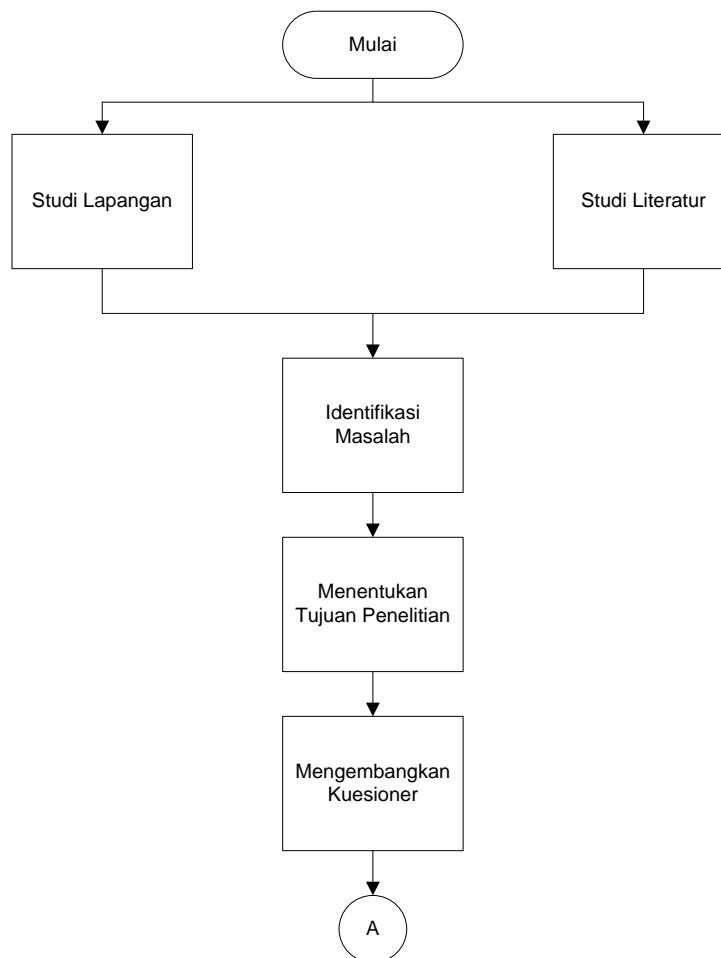 Mulai
Studi Lapangan
Studi Literatur
Identifikasi
Masalah
Menentukan
Tujuan Penelitian
Mengembangkan
Kuesioner
A